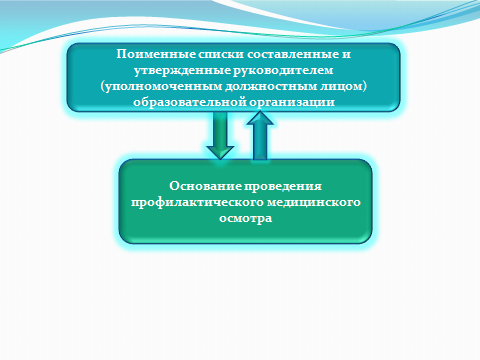 Поименные списки составленные и
утвержденные руководителем
(уполномоченным должностным лицом)
образовательной организации
Основание проведения
профилактического медицинского
осмотра